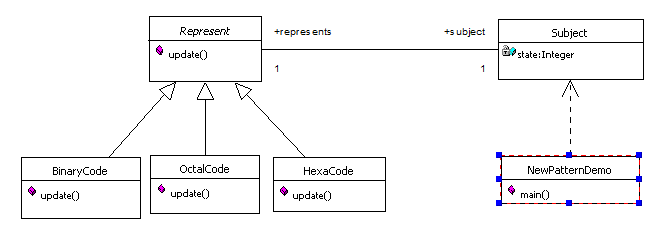 Represent
update()
+represents
+subject
1
1
Subject
state:Integer
BinaryCode
update()
OctalCode
update()
HexaCode
update()
NewPatternDemo
main()